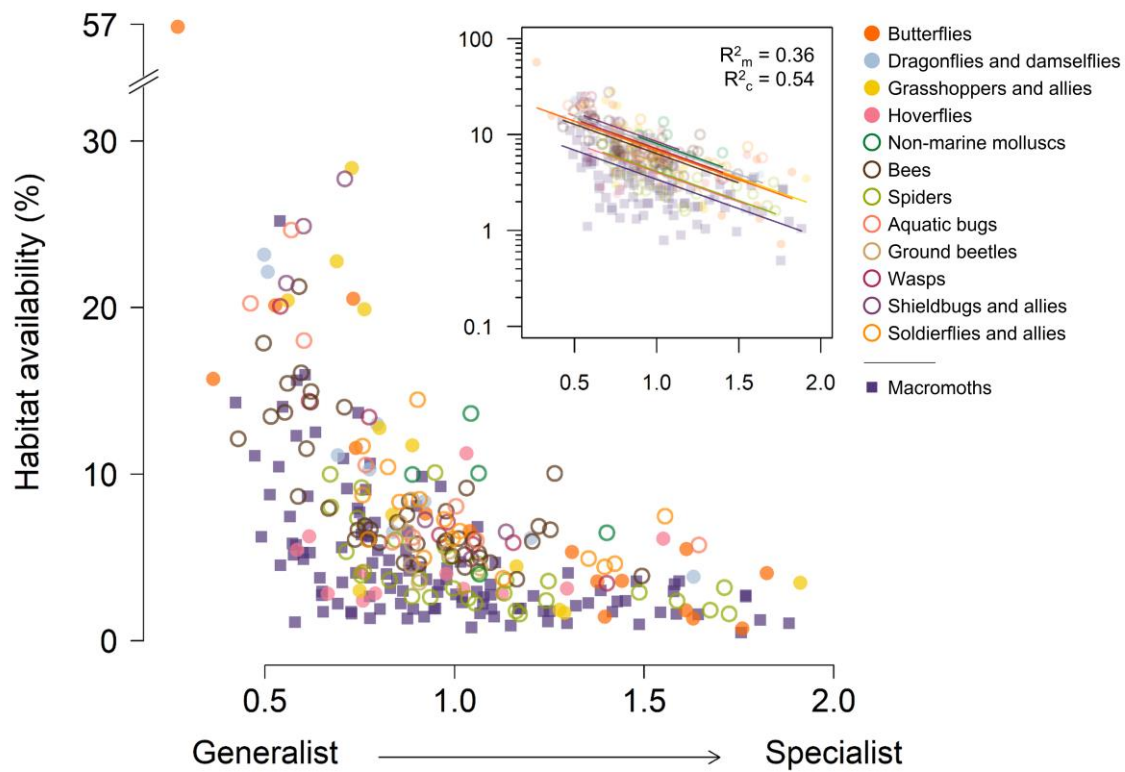 57
30
20
10
0
Habitat availability (%)
0.5 1.0 1.5 2.0
Generalist Specialist
100
10
1
0.1
0.5 1.0 1.5 2.0
R²m = 0.36
R²c = 0.54
Butterflies
Dragonflies and damselflies
Grasshoppers and allies
Hoverflies
Non-marine molluscs
Bees
Spiders
Aquatic bugs
Ground beetles
Wasps
Shieldbugs and allies
Soldierflies and allies
Macromoths